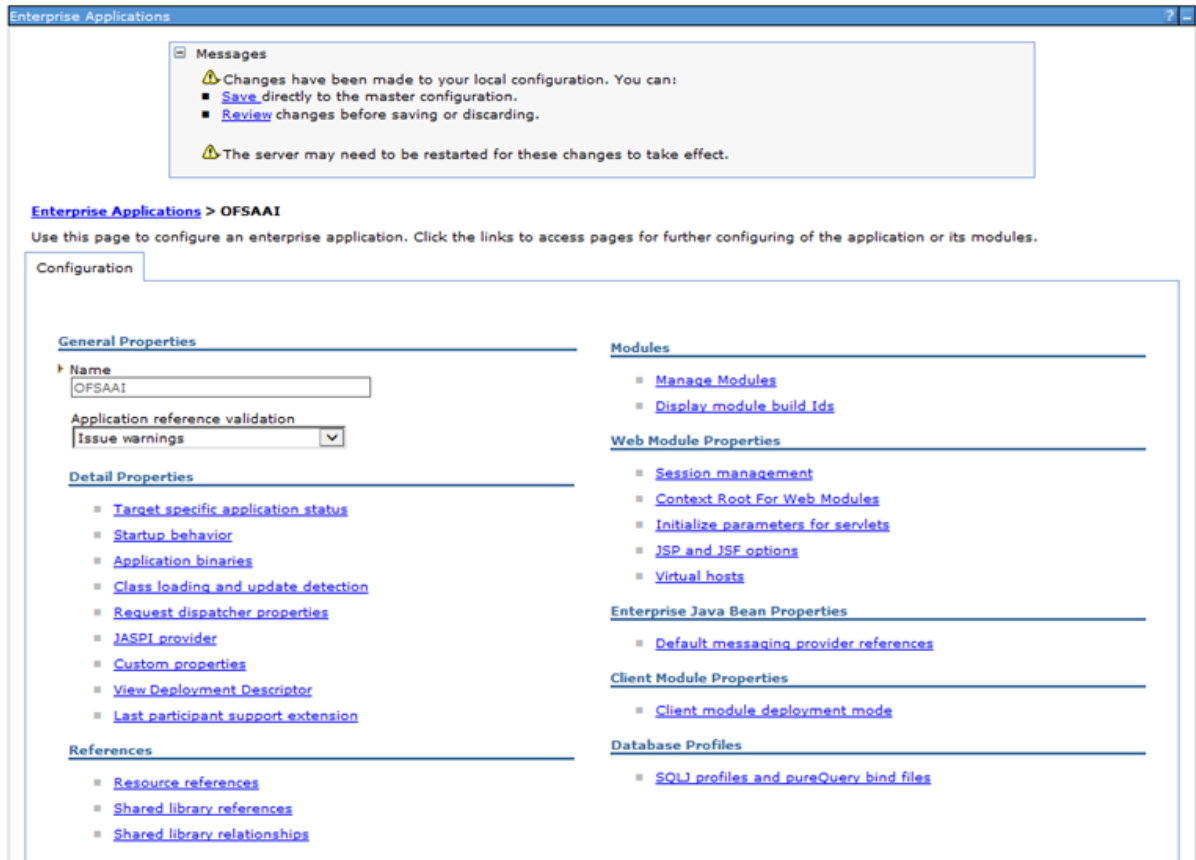 Enterprise Applications
? –
Messages
Changes have been made to your local configuration. You can:
Save directly to the master configuration.
Review changes before saving or discarding.
The server may need to be restarted for these changes to take effect.
Enterprise Applications > OFSAAI
Use this page to configure an enterprise application. Click the links to access pages for further configuring of the application or its modules.
Configuration
General Properties
Name
OFSAAI
Application reference validation
Issue warnings
Detail Properties
Target specific application status
Startup behavior
Application binaries
Class loading and update detection
Request dispatcher properties
JASPI provider
Custom properties
View Deployment Descriptor
Last participant support extension
References
Resource references
Shared library references
Shared library relationships
Modules
Manage Modules
Display module build Ids
Web Module Properties
Session management
Context Root For Web Modules
Initialize parameters for servlets
JSP and JSF options
Virtual hosts
Enterprise Java Bean Properties
Default messaging provider references
Client Module Properties
Client module deployment mode
Database Profiles
SQLJ profiles and pureQuery bind files